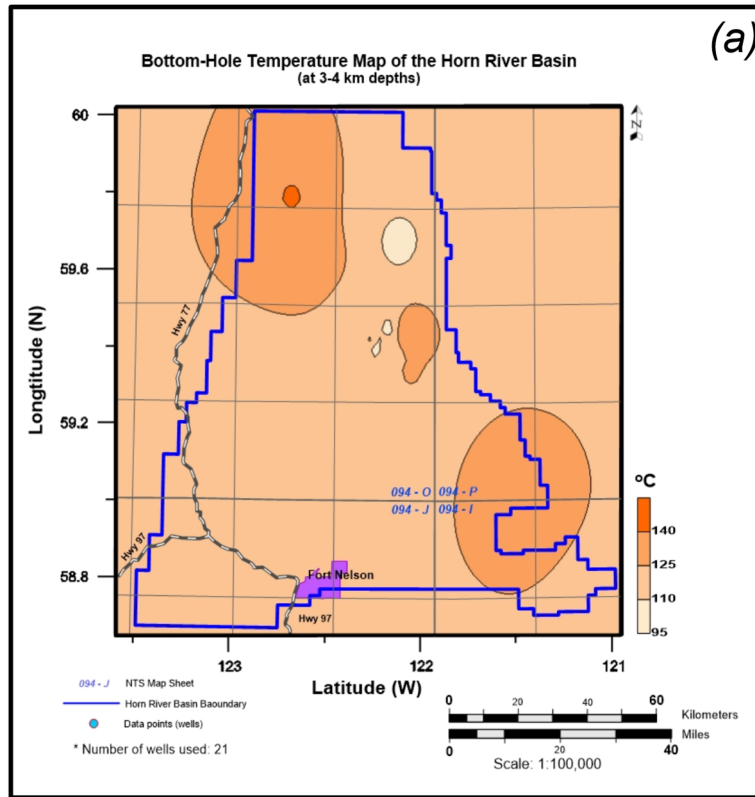 (a)
Bottom-Hole Temperature Map of the Horn River Basin
(at 3-4 km depths)
60
59.6
59.2
58.8
Longtitude (N)
N
Hwy 77
Hwy 97
094 - O 094 - P
094 - J 094 - I
Fort Nelson
Hwy 97
ºC
140
125
110
95
123
122
121
Latitude (W)
094 - J NTS Map Sheet
Horn River Basin Baoundary
Data points (wells)
* Number of wells used: 21
0 20 40 60
Kilometers
0 20 40
Miles
Scale: 1:100,000